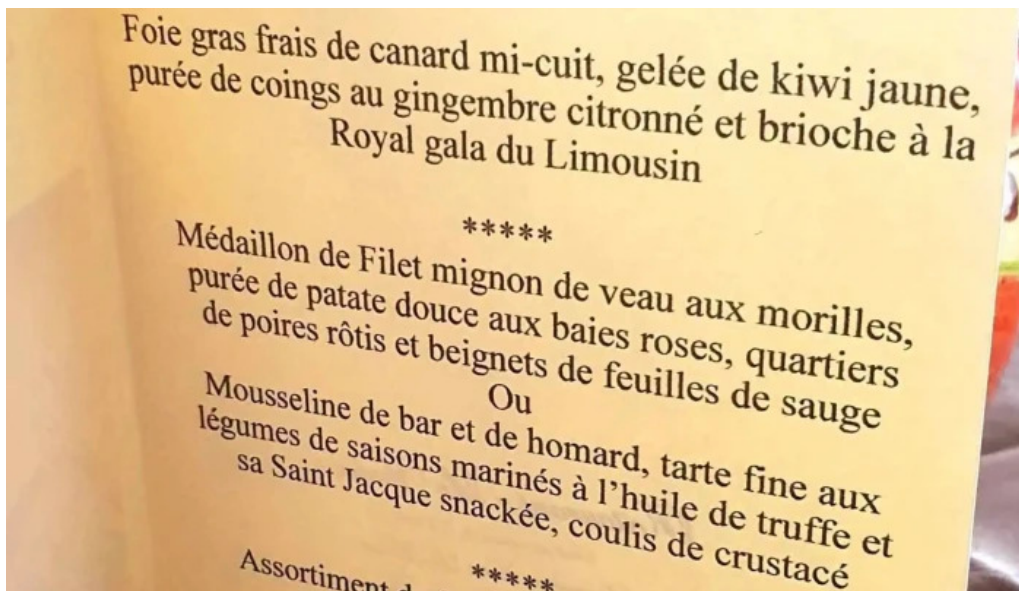 Foie gras frais de canard mi-cuit, gelée de kiwi jaune,
purée de coings au gingembre citronné et brioche à la
Royal gala du Limousin
*****
Médaillon de Filet mignon de veau aux morilles,
purée de patate douce aux baies roses, quartiers
de poires rôtis et beignets de feuilles de sauge
Ou
Mousseline de bar et de homard, tarte fine aux
légumes de saisons marinés à l'huile de truffe et
sa Saint Jacque snackée, coulis de crustacé
*****
Assortiment